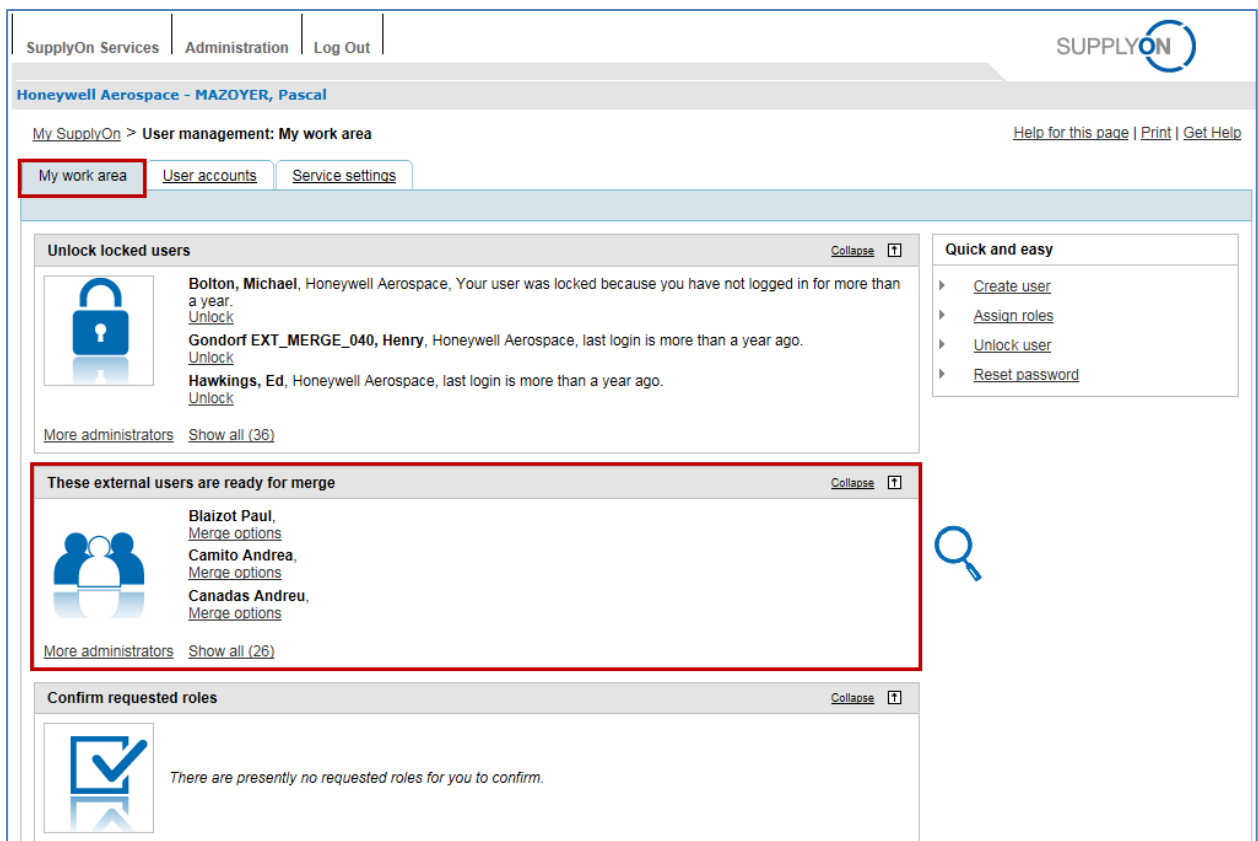 SupplyOn Services Administration Log Out
SUPPLYON
Honeywell Aerospace - MAZOYER, Pascal
My SupplyOn > User management: My work area
Help for this page | Print | Get Help
My work area User accounts Service settings
Unlock locked users Collapse
Bolton, Michael, Honeywell Aerospace, Your user was locked because you have not logged in for more than
a year.
Unlock
Gondorf EXT_MERGE_040, Henry, Honeywell Aerospace, last login is more than a year ago.
Unlock
Hawkings, Ed, Honeywell Aerospace, last login is more than a year ago.
Unlock
More administrators Show all (36)
Quick and easy
Create user
Assign roles
Unlock user
Reset password
These external users are ready for merge Collapse
Blaizot Paul,
Merge options
Camito Andrea,
Merge options
Canadas Andreu,
Merge options
More administrators Show all (26)
Confirm requested roles Collapse
There are presently no requested roles for you to confirm.